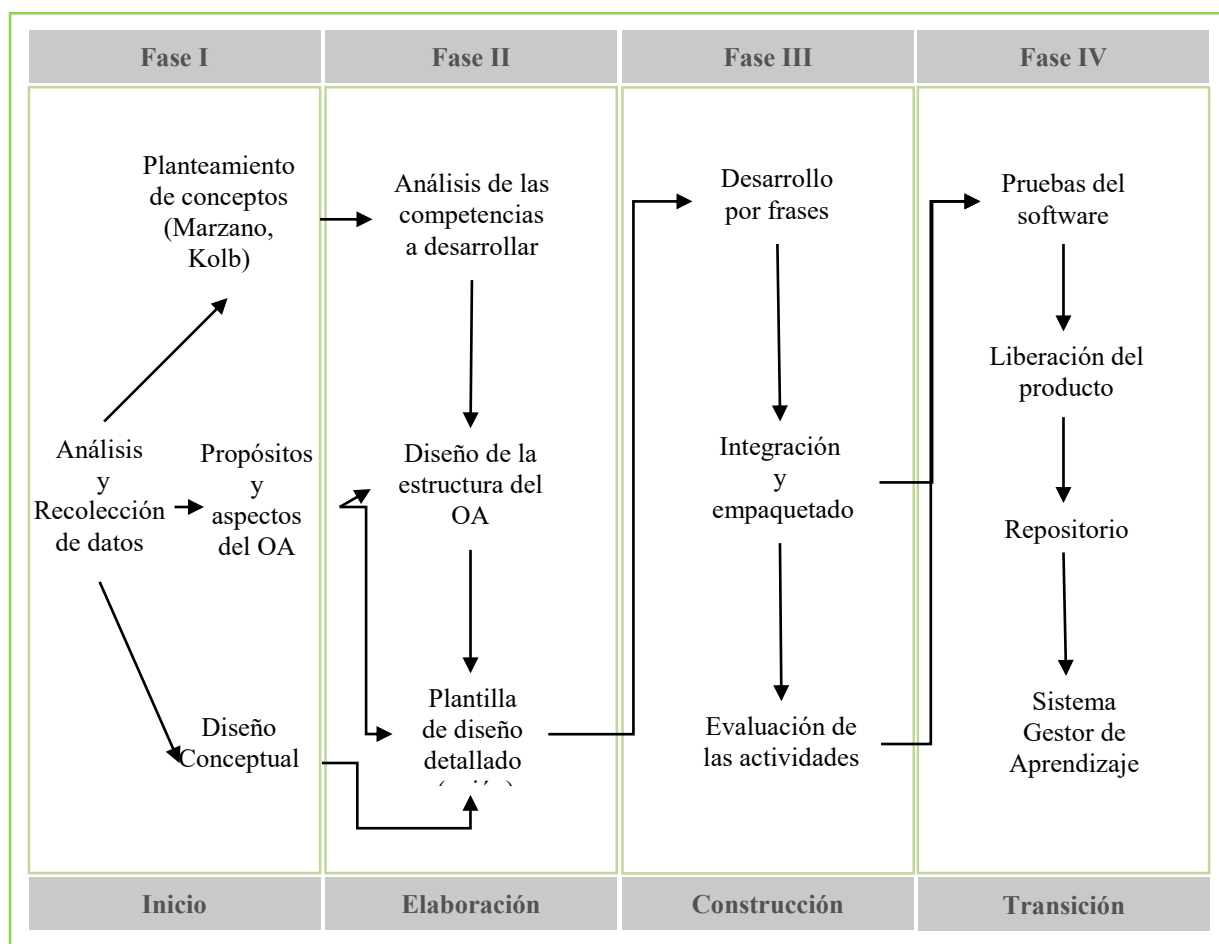 Fase I
Fase II
Fase III
Fase IV
Planteamiento
de conceptos
(Marzano,
Kolb)
Análisis
y
Recolección
de datos
Propósitos
y
aspectos
del OA
Diseño
Conceptual
Análisis de las
competencias
a desarrollar
Diseño de la
estructura del
OA
Plantilla
de diseño
detallado
Desarrollo
por frases
Integración
y
empaquetado
Evaluación de
las actividades
Pruebas del
software
Liberación del
producto
Repositorio
Sistema
Gestor de
Aprendizaje
Inicio
Elaboración
Construcción
Transición